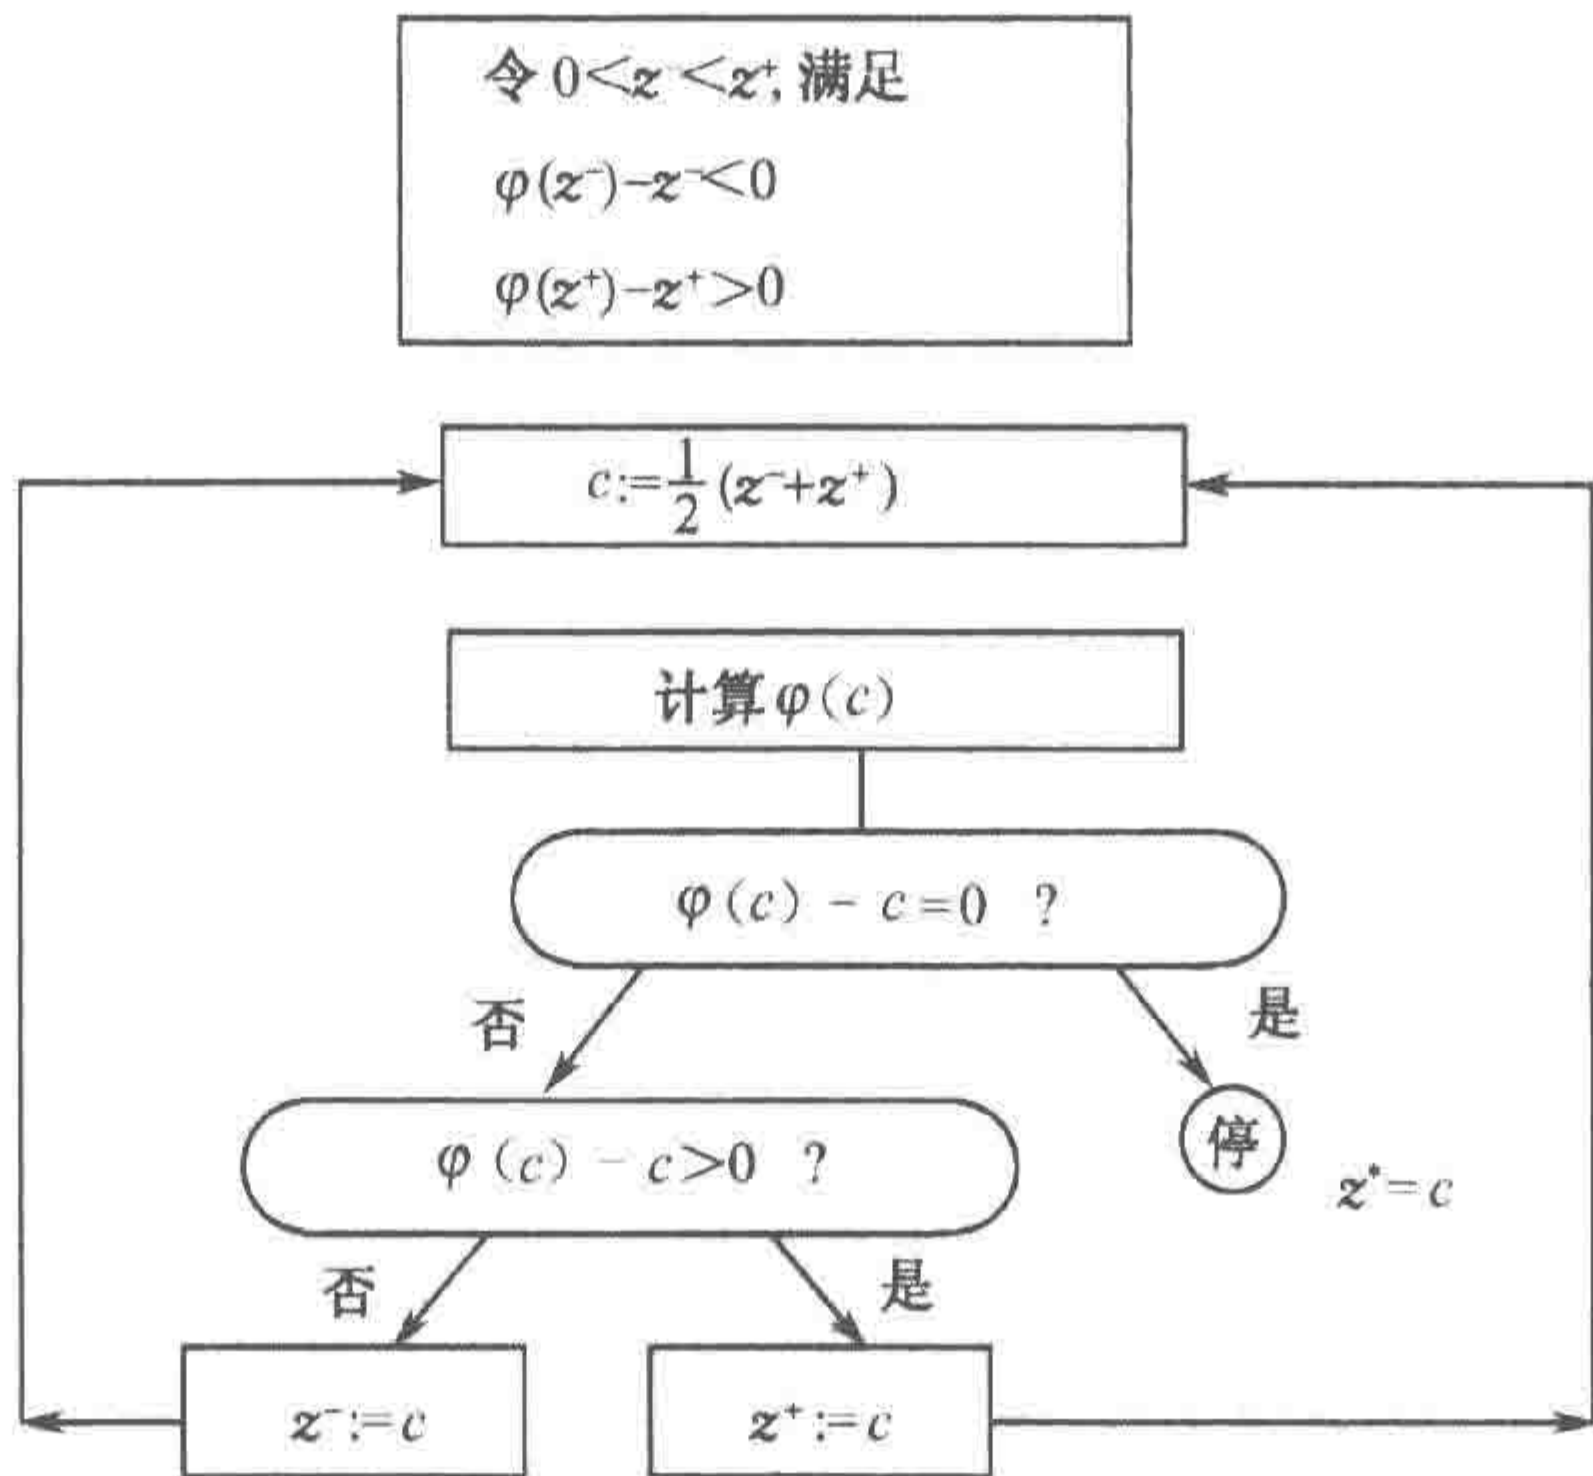 令 0<z <z⁺, 满足
φ(z⁻)-z⁻<0
φ(z⁺)-z⁺>0
c:=1/2 (z⁻+z⁺)
计算φ(c)
φ(c) - c=0 ?
否
是
φ(c) - c>0 ?
停
z*=c
否
是
z⁻:=c
z⁺:=c